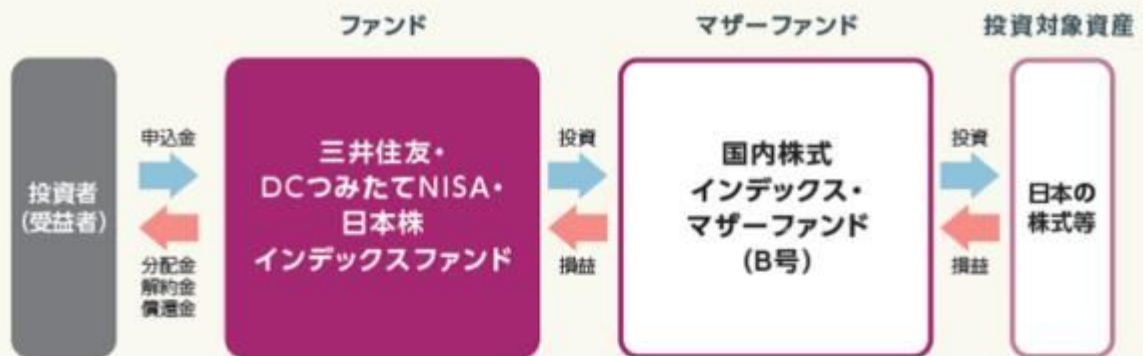 ファンド
マザーファンド
投資対象資産
投資者
(受益者)
申込金
分配金
解約金
償還金
三井住友・
DCつみたてNISA・
日本株
インデックスファンド
投資
損益
国内株式
インデックス・
マザーファンド
(B号)
投資
損益
日本の
株式等